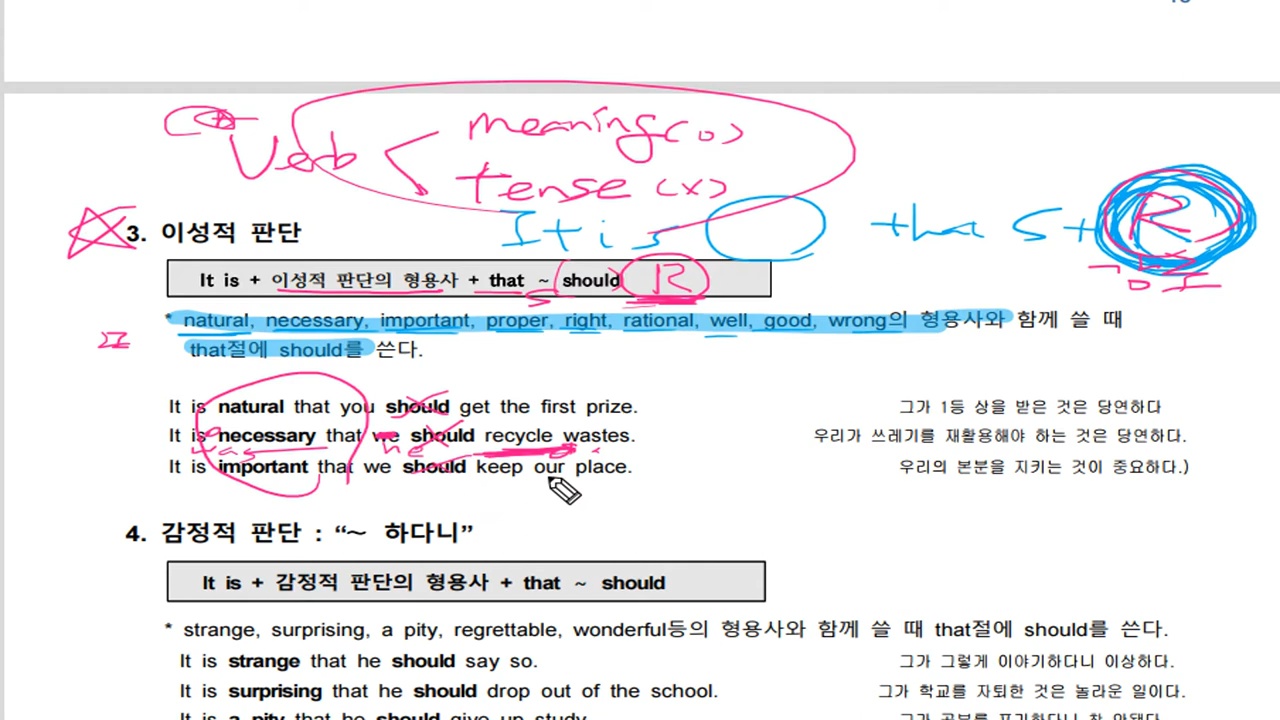 Verb
meaning(o)
tense (x)
It is that S + R
3. 이성적 판단
It is + 이성적 판단의 형용사 + that ~ should R
S
* natural, necessary, important, proper, right, rational, well, good, wrong의 형용사와 함께 쓸 때
that절에 should를 쓴다.
It is natural that you should get the first prize. 그가 1등 상을 받은 것은 당연하다
It is necessary that we should recycle wastes. 우리가 쓰레기를 재활용해야 하는 것은 당연하다.
was he
It is important that we should keep our place. 우리의 본분을 지키는 것이 중요하다.)
4. 감정적 판단 : “~ 하다니”
It is + 감정적 판단의 형용사 + that ~ should
* strange, surprising, a pity, regrettable, wonderful등의 형용사와 함께 쓸 때 that절에 should를 쓴다.
It is strange that he should say so. 그가 그렇게 이야기하다니 이상하다.
It is surprising that he should drop out of the school. 그가 학교를 자퇴한 것은 놀라운 일이다.
It is a pity that he should give up study.